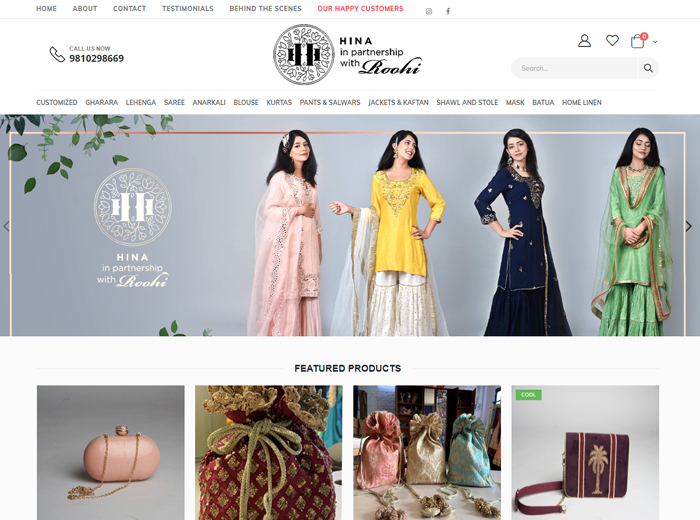 HOME ABOUT CONTACT TESTIMONIALS BEHIND THE SCENES OUR HAPPY CUSTOMERS
CALL US NOW
9810298669
HINA
in partnership
with Roohi
0
Search...
CUSTOMIZED GHARARA LEHENGA SAREE ANARKALI BLOUSE KURTAS PANTS & SALWARS JACKETS & KAFTAN SHAWL AND STOLE MASK BATUA HOME LINEN
HINA
in partnership
with Roohi
FEATURED PRODUCTS
COOL